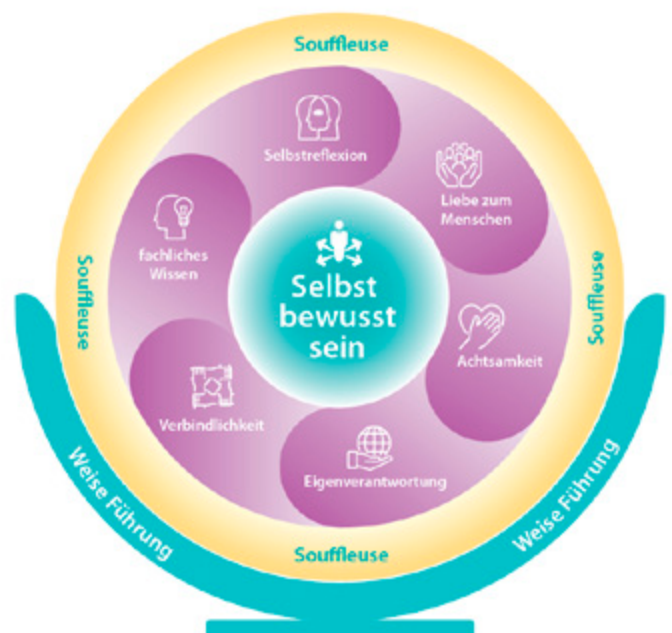 Souffleuse
Selbstreflexion
Liebe zum
Menschen
fachliches
Wissen
Souffleuse
Souffleuse
Selbst
bewusst
sein
Achtsamkeit
Verbindlichkeit
Eigenverantwortung
Weise Führung
Weise Führung
Souffleuse